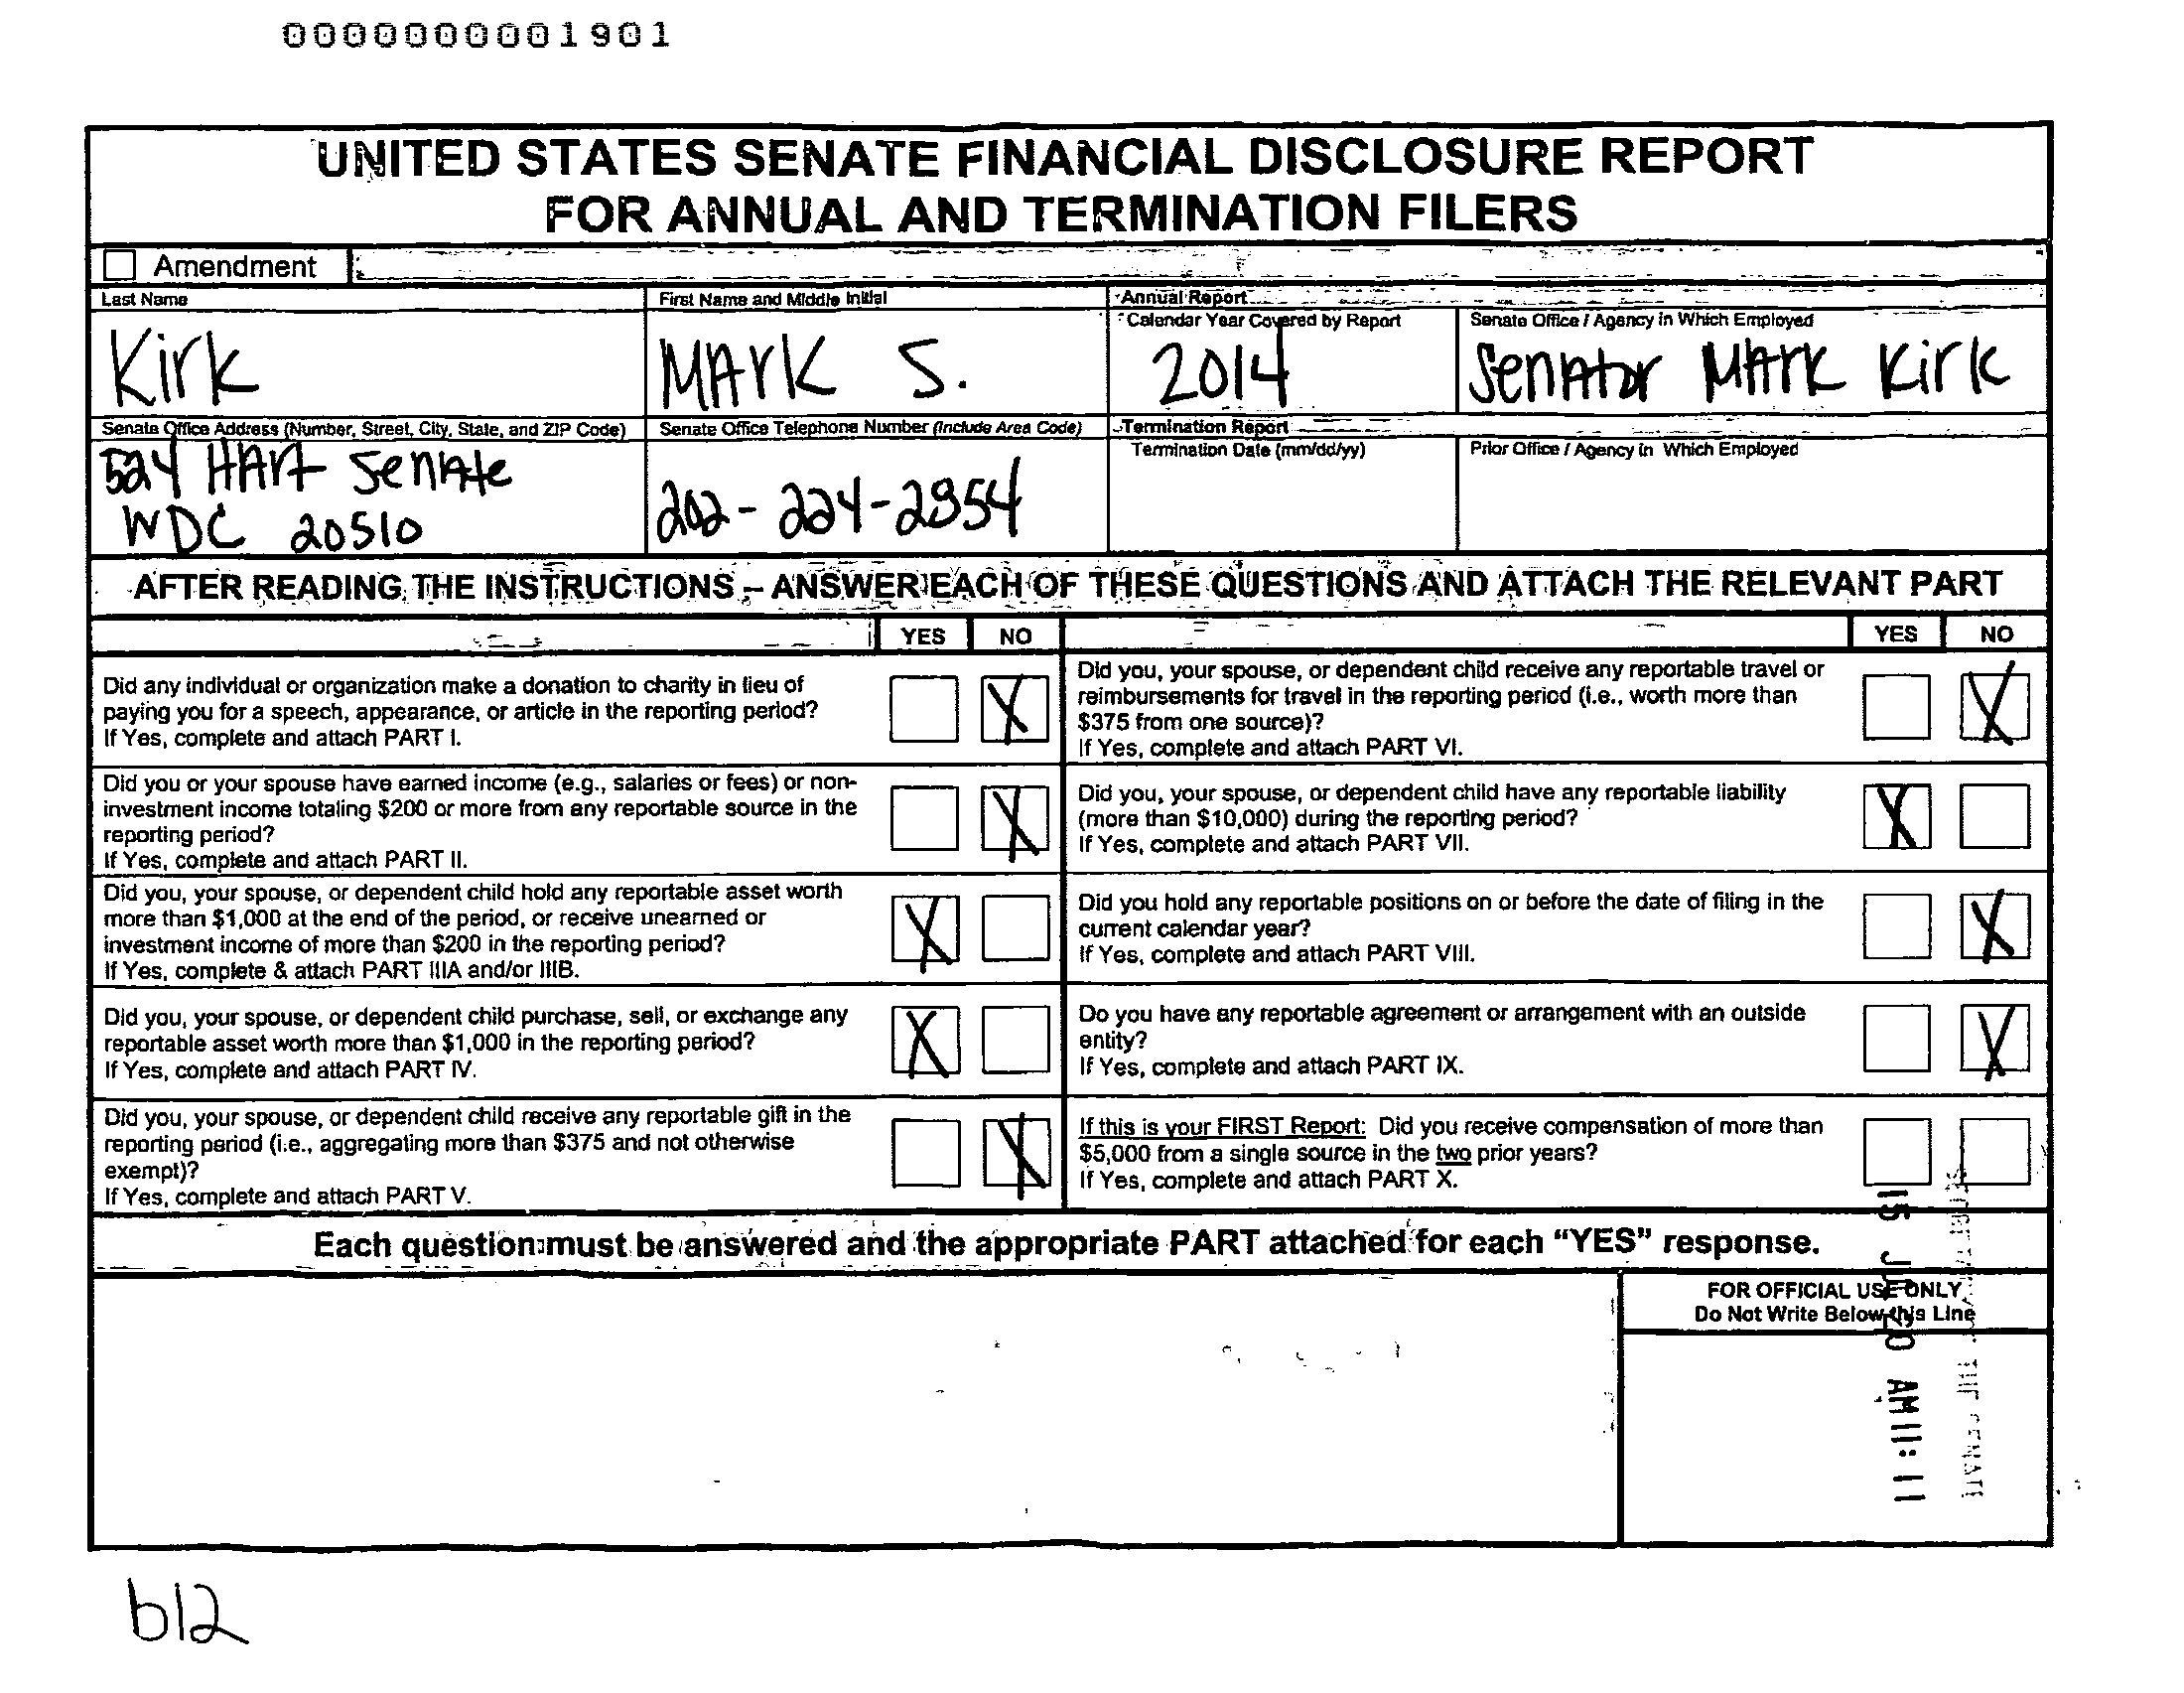 0000000001901
UNITED STATES SENATE FINANCIAL DISCLOSURE REPORT
FOR ANNUAL AND TERMINATION FILERS
Amendment
Last Name
First Name and Middle Initial
Annual Report
Kirk
MArK S.
Calendar Year Covered by Report
2014
Senate Office / Agency in Which Employed
SenAtor MArK Kirk
Senate Office Address (Number, Street, City, State, and ZIP Code)
Senate Office Telephone Number (Include Area Code)
Termination Report
524 HArt SenAte
WDC 20510
202-224-2854
Termination Date (mm/dd/yy)
Prior Office / Agency in Which Employed
AFTER READING THE INSTRUCTIONS – ANSWER EACH OF THESE QUESTIONS AND ATTACH THE RELEVANT PART
YES NO
Did any individual or organization make a donation to charity in lieu of
paying you for a speech, appearance, or article in the reporting period?
If Yes, complete and attach PART I.
X
Did you or your spouse have earned income (e.g., salaries or fees) or non-
investment income totaling $200 or more from any reportable source in the
reporting period?
If Yes, complete and attach PART II.
X
Did you, your spouse, or dependent child hold any reportable asset worth
more than $1,000 at the end of the period, or receive unearned or
investment income of more than $200 in the reporting period?
If Yes, complete & attach PART IIIA and/or IIIB.
X
Did you, your spouse, or dependent child purchase, sell, or exchange any
reportable asset worth more than $1,000 in the reporting period?
If Yes, complete and attach PART IV.
X
Did you, your spouse, or dependent child receive any reportable gift in the
reporting period (i.e., aggregating more than $375 and not otherwise
exempt)?
If Yes, complete and attach PART V.
X
YES NO
Did you, your spouse, or dependent child receive any reportable travel or
reimbursements for travel in the reporting period (i.e., worth more than
$375 from one source)?
If Yes, complete and attach PART VI.
X
Did you, your spouse, or dependent child have any reportable liability
(more than $10,000) during the reporting period?
If Yes, complete and attach PART VII.
X
Did you hold any reportable positions on or before the date of filing in the
current calendar year?
If Yes, complete and attach PART VIII.
X
Do you have any reportable agreement or arrangement with an outside
entity?
If Yes, complete and attach PART IX.
X
If this is your FIRST Report: Did you receive compensation of more than
$5,000 from a single source in the two prior years?
If Yes, complete and attach PART X.
Each question must be answered and the appropriate PART attached for each “YES” response.
FOR OFFICIAL USE ONLY
Do Not Write Below this Line
AM 11:11
b12